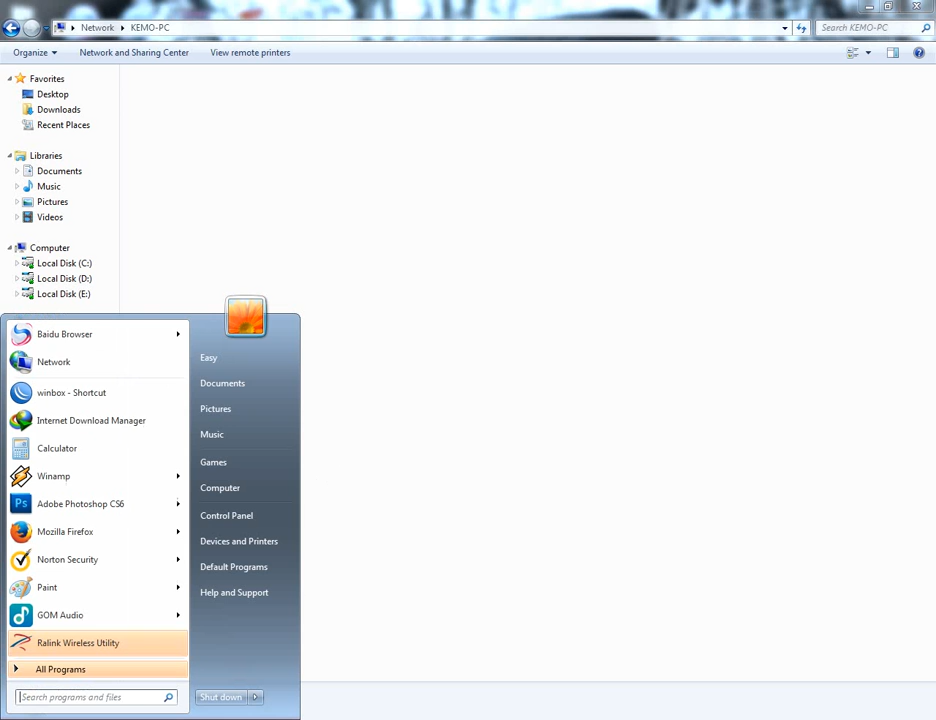 Network
KEMO-PC
Search KEMO-PC
Organize
Network and Sharing Center
View remote printers
Favorites
Desktop
Downloads
Recent Places
Libraries
Documents
Music
Pictures
Videos
Computer
Local Disk (C:)
Local Disk (D:)
Local Disk (E:)
Baidu Browser
Network
winbox - Shortcut
Internet Download Manager
Calculator
Winamp
Ps Adobe Photoshop CS6
Mozilla Firefox
Norton Security
Paint
GOM Audio
Ralink Wireless Utility
All Programs
Search programs and files
Easy
Documents
Pictures
Music
Games
Computer
Control Panel
Devices and Printers
Default Programs
Help and Support
Shut down